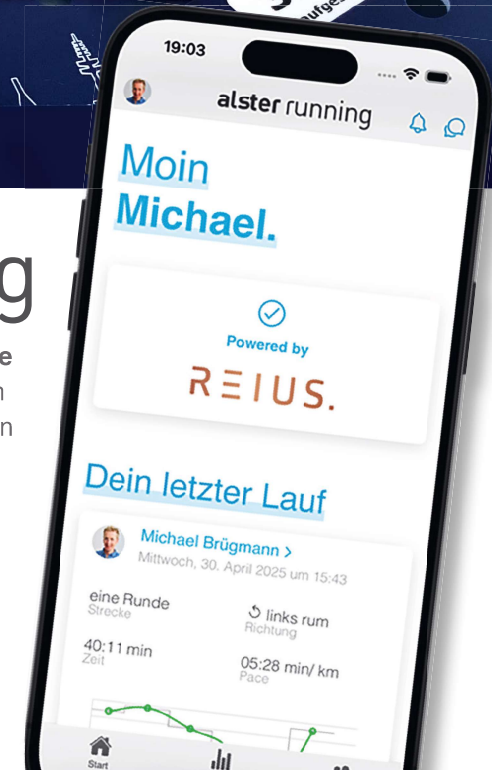 aufges
19:03
alster running
Moin
Michael.
Powered by
REIUS.
g
e
n
n
Dein letzter Lauf
Michael Brügmann >
Mittwoch, 30. April 2025 um 15:43
eine Runde
Strecke
links rum
Richtung
40:11 min
Zeit
05:28 min/ km
Pace
Start